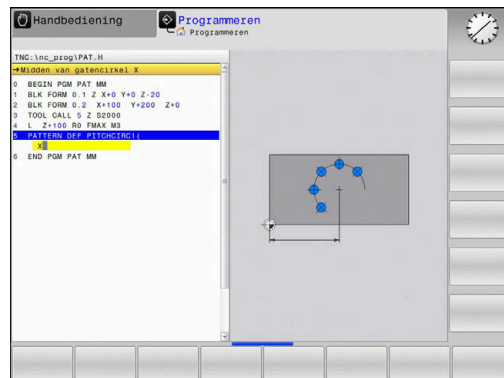 Handbediening
Programmeren
Programmeren
TNC:\nc_prog\PAT.H
→Midden van gatencirkel X
0 BEGIN PGM PAT MM
1 BLK FORM 0.1 Z X+0 Y+0 Z-20
2 BLK FORM 0.2 X+100 Y+200 Z+0
3 TOOL CALL 5 Z S2000
4 L Z+100 R0 FMAX M3
5 PATTERN DEF PITCHCIRC1(
X
6 END PGM PAT MM